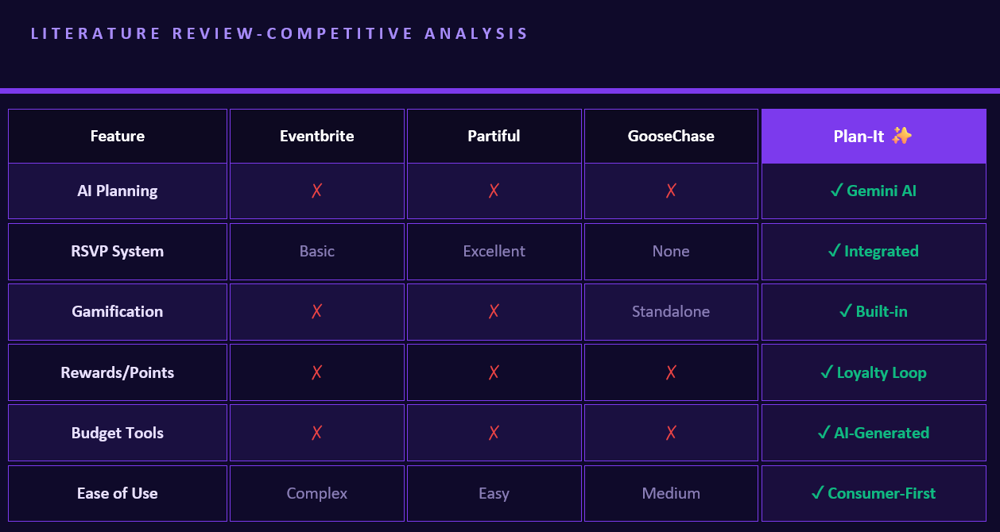 LITERATURE REVIEW-COMPETITIVE ANALYSIS
Feature Eventbrite Partiful GooseChase Plan-It ✨
AI Planning ✗ ✗ ✗ ✓ Gemini AI
RSVP System Basic Excellent None ✓ Integrated
Gamification ✗ ✗ Standalone ✓ Built-in
Rewards/Points ✗ ✗ ✗ ✓ Loyalty Loop
Budget Tools ✗ ✗ ✗ ✓ AI-Generated
Ease of Use Complex Easy Medium ✓ Consumer-First